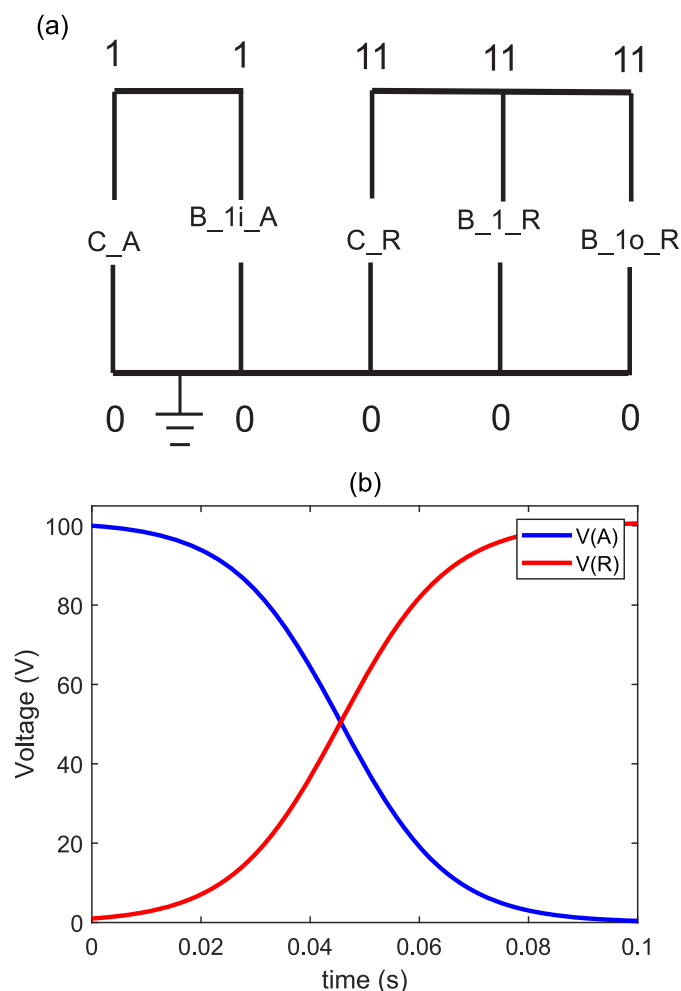 (a)
1 1 11 11 11
C_A B_1i_A C_R B_1_R B_1o_R
0 0 0 0 0
(b)
100
80
60
40
20
0
Voltage (V)
V(A)
V(R)
0 0.02 0.04 0.06 0.08 0.1
time (s)